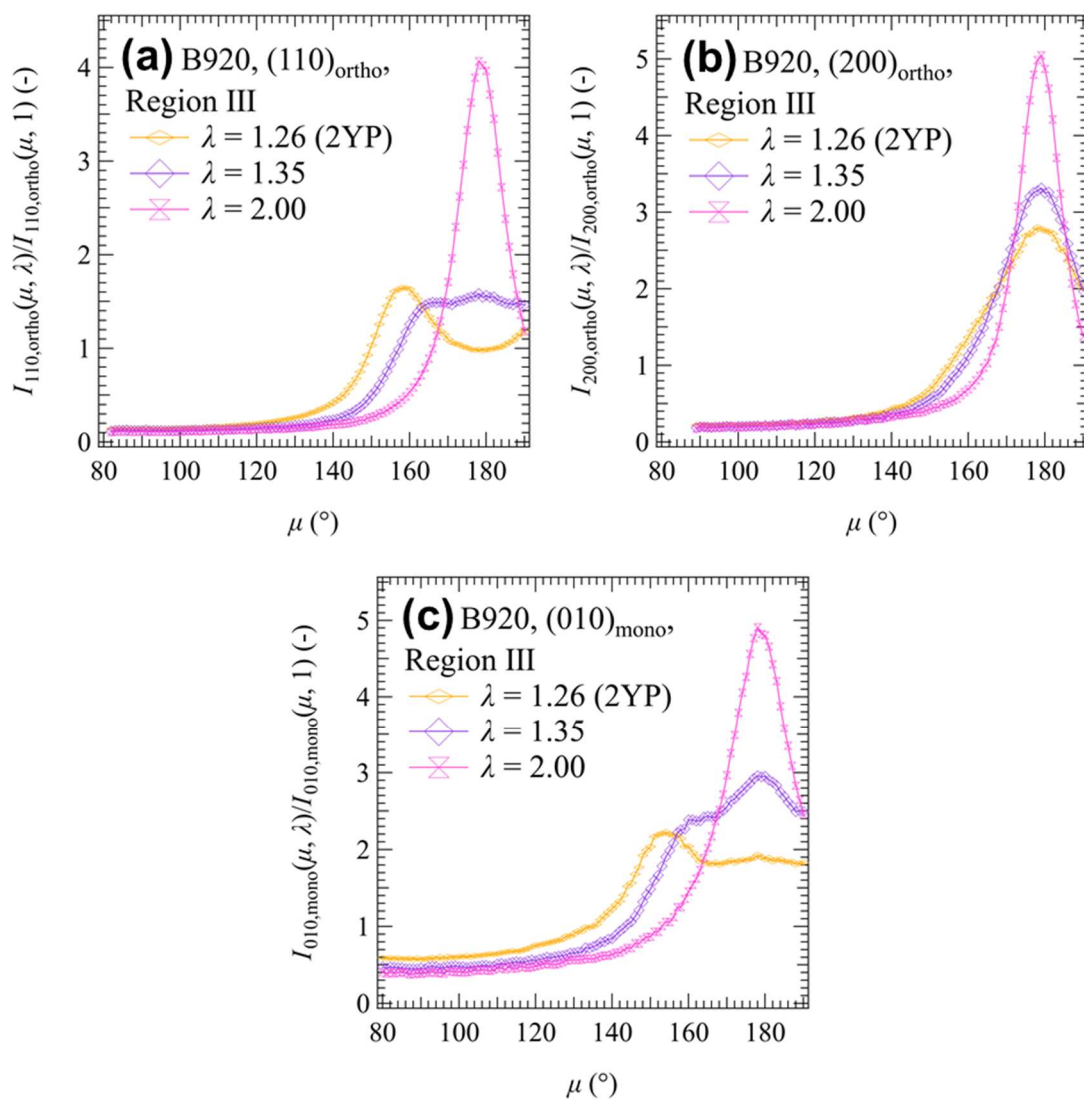 (a) B920, (110)ortho,
Region III
λ = 1.26 (2YP)
λ = 1.35
λ = 2.00
I110,ortho(μ, λ)/I110,ortho(μ, 1) (-)
4
3
2
1
0
80 100 120 140 160 180
μ (°)
(b) B920, (200)ortho,
Region III
λ = 1.26 (2YP)
λ = 1.35
λ = 2.00
I200,ortho(μ, λ)/I200,ortho(μ, 1) (-)
5
4
3
2
1
0
80 100 120 140 160 180
μ (°)
(c) B920, (010)mono,
Region III
λ = 1.26 (2YP)
λ = 1.35
λ = 2.00
I010,mono(μ, λ)/I010,mono(μ, 1) (-)
5
4
3
2
1
0
80 100 120 140 160 180
μ (°)